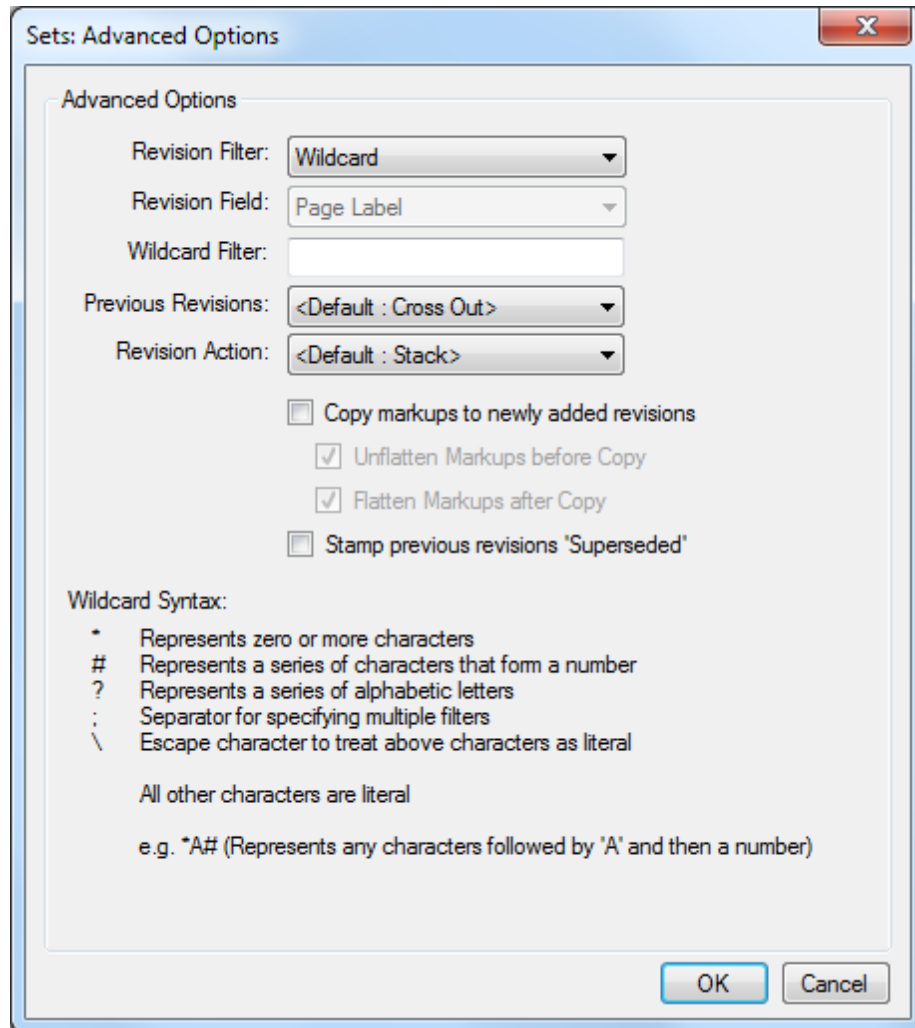 Sets: Advanced Options
Advanced Options
Revision Filter: Wildcard
Revision Field: Page Label
Wildcard Filter:
Previous Revisions: <Default : Cross Out>
Revision Action: <Default : Stack>
Copy markups to newly added revisions
Unflatten Markups before Copy
Flatten Markups after Copy
Stamp previous revisions 'Superseded'
Wildcard Syntax:
* Represents zero or more characters
# Represents a series of characters that form a number
? Represents a series of alphabetic letters
; Separator for specifying multiple filters
\ Escape character to treat above characters as literal
All other characters are literal
e.g. *A# (Represents any characters followed by 'A' and then a number)
OK Cancel